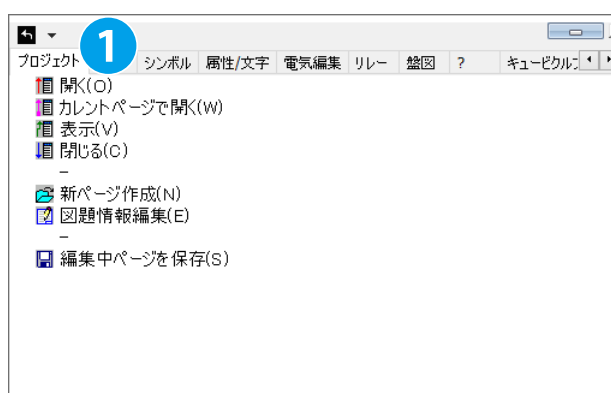 1
プロジェクト シンボル 属性/文字 電気編集 リレー 盤図 ? キュービクル
開く(O)
カレントページで開く(W)
表示(V)
閉じる(C)
–
新ページ作成(N)
図題情報編集(E)
–
編集中ページを保存(S)